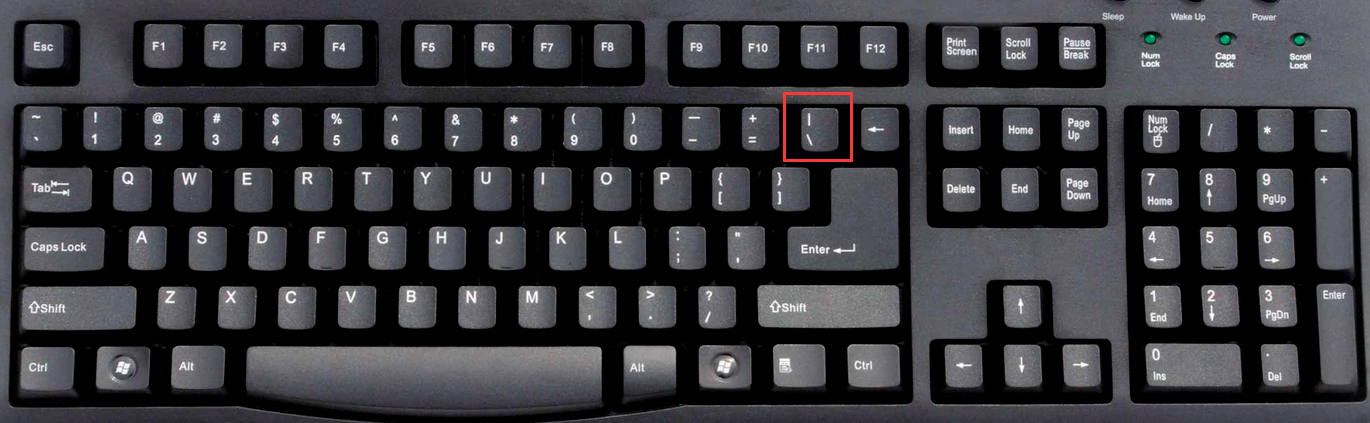 Sleep Wake Up Power
Esc F1 F2 F3 F4 F5 F6 F7 F8 F9 F10 F11 F12 Print Screen Scroll Lock Pause Break
Num Lock Caps Lock Scroll Lock
~ ! @ # $ % ^ & * ( ) — + |
` 1 2 3 4 5 6 7 8 9 0 – = \ ←
Insert Home Page Up Num Lock / * –
Tab Q W E R T Y U I O P { [ } ]
Delete End Page Down 7 Home 8 ↑ 9 PgUp +
Caps Lock A S D F G H J K L : ; " ' Enter
4 ← 5 6 →
⇧Shift Z X C V B N M < , > . ? / ⇧Shift
↑ 1 End 2 ↓ 3 PgDn Enter
Ctrl Alt Alt Ctrl
← ↓ → 0 Ins . Del